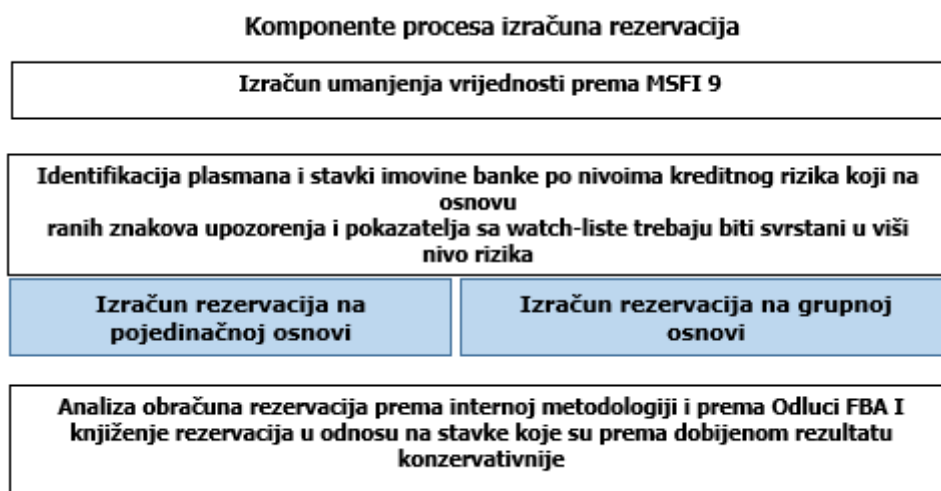 Komponente procesa izračuna rezervacija
Izračun umanjenja vrijednosti prema MSFI 9
Identifikacija plasmana i stavki imovine banke po nivoima kreditnog rizika koji na
osnovu
ranih znakova upozorenja i pokazatelja sa watch-liste trebaju biti svrstani u viši
nivo rizika
Izračun rezervacija na
pojedinačnoj osnovi
Izračun rezervacija na grupnoj
osnovi
Analiza obračuna rezervacija prema internoj metodologiji i prema Odluci FBA I
knjiženje rezervacija u odnosu na stavke koje su prema dobijenom rezultatu
konzervativnije